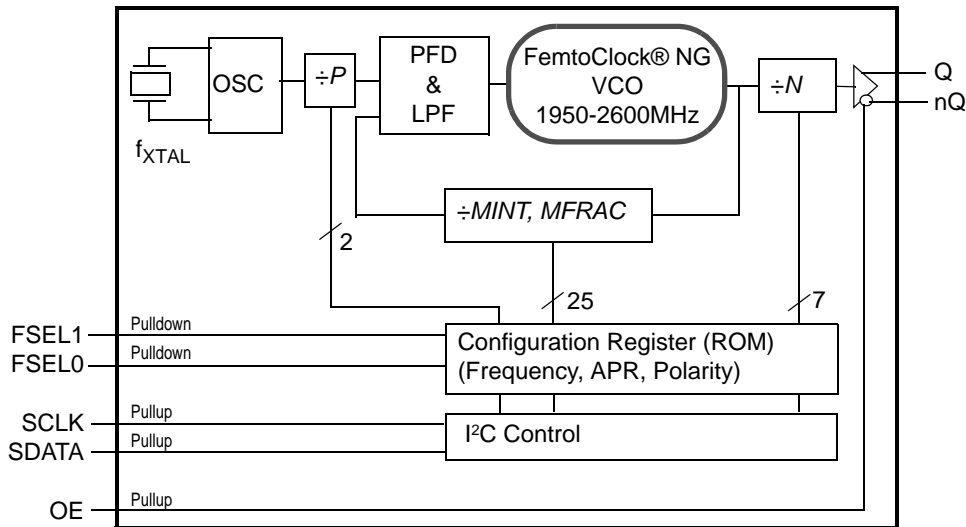 OSC
÷P
PFD
&
LPF
FemtoClock® NG
VCO
1950-2600MHz
÷N
Q
nQ
fXTAL
÷MINT, MFRAC
2
25
7
FSEL1
Pulldown
FSEL0
Pulldown
Configuration Register (ROM)
(Frequency, APR, Polarity)
SCLK
Pullup
SDATA
Pullup
I²C Control
OE
Pullup